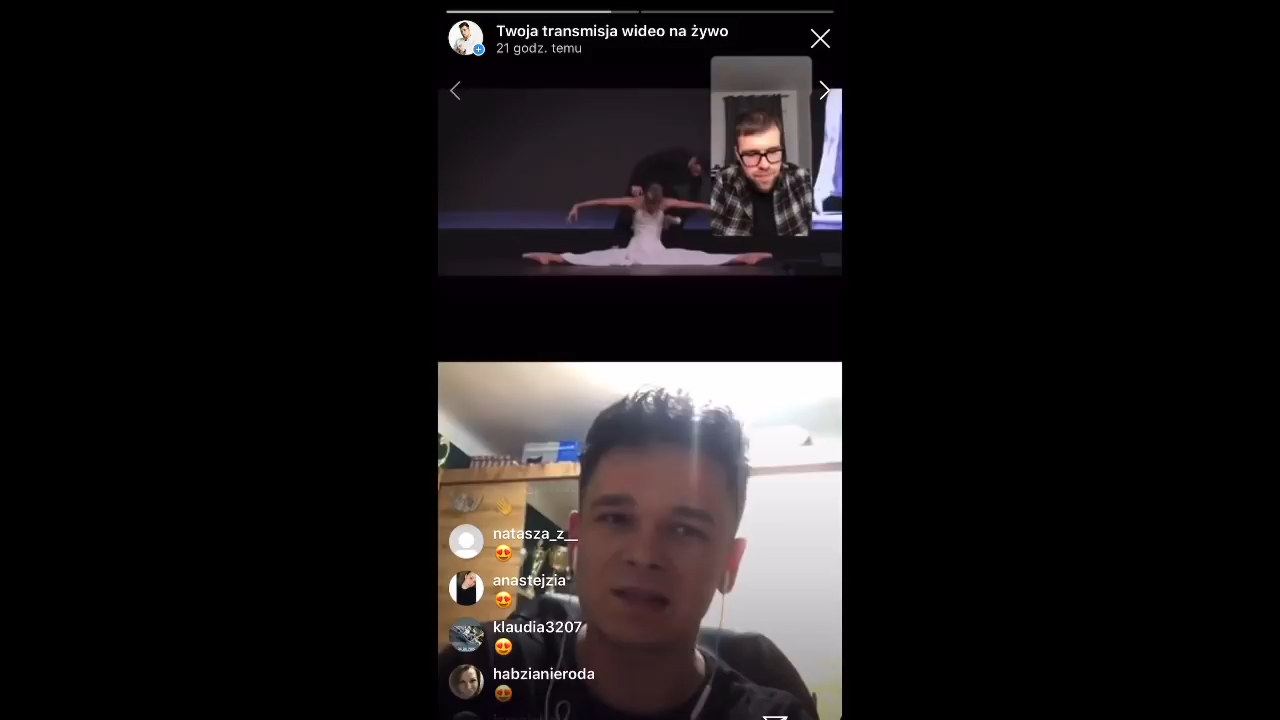 Twoja transmisja wideo na żywo
21 godz. temu
natasza_z__
anastejzia
klaudia3207
habzianieroda